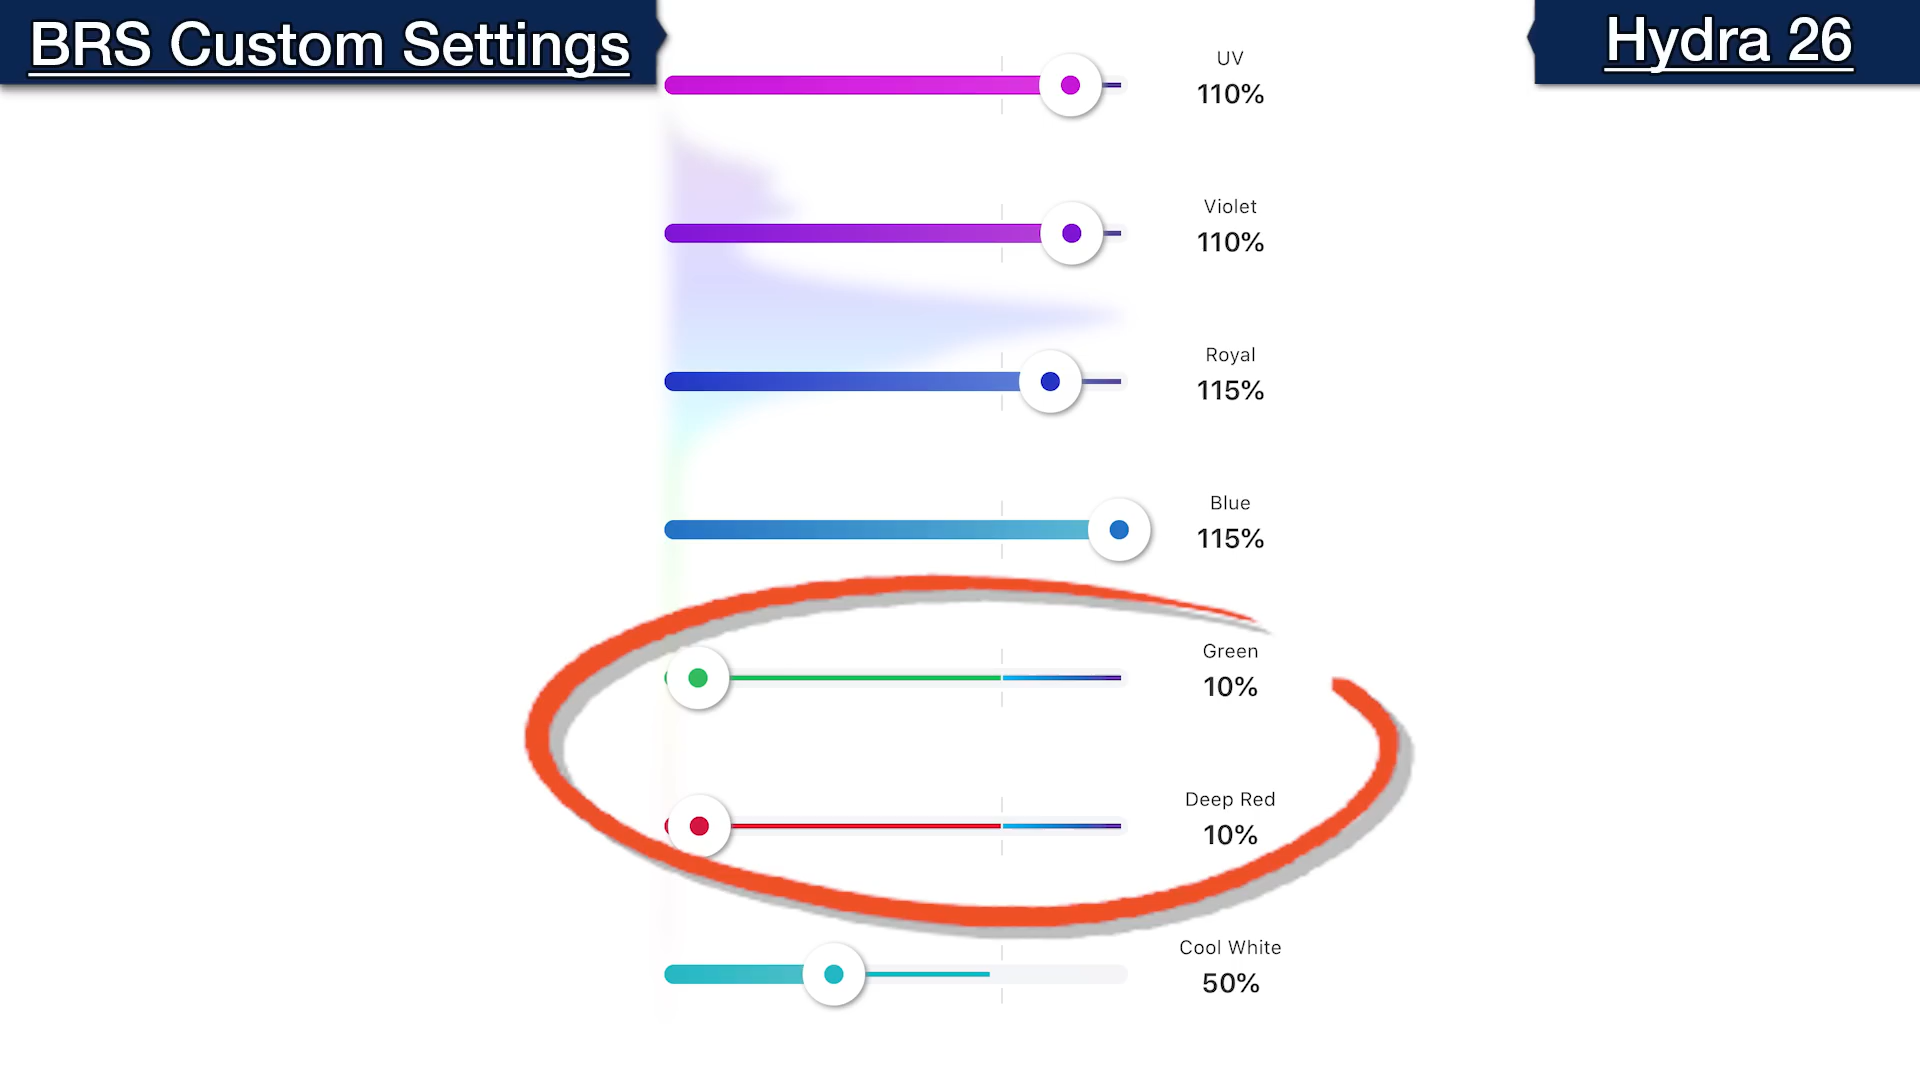 BRS Custom Settings
Hydra 26
UV
110%
Violet
110%
Royal
115%
Blue
115%
Green
10%
Deep Red
10%
Cool White
50%